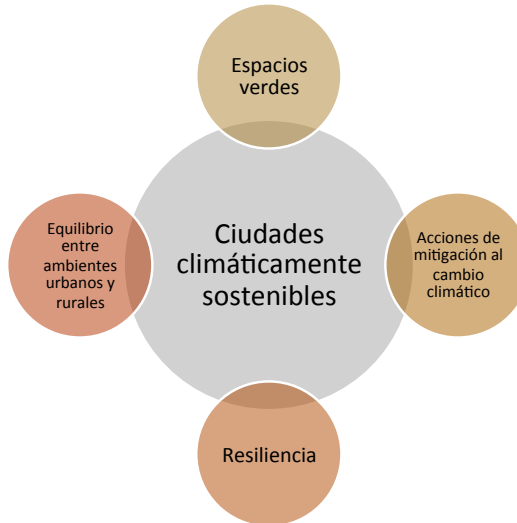 Espacios
verdes
Equilibrio
entre
ambientes
urbanos y
rurales
Ciudades
climáticamente
sostenibles
Acciones de
mitigación al
cambio
climático
Resiliencia